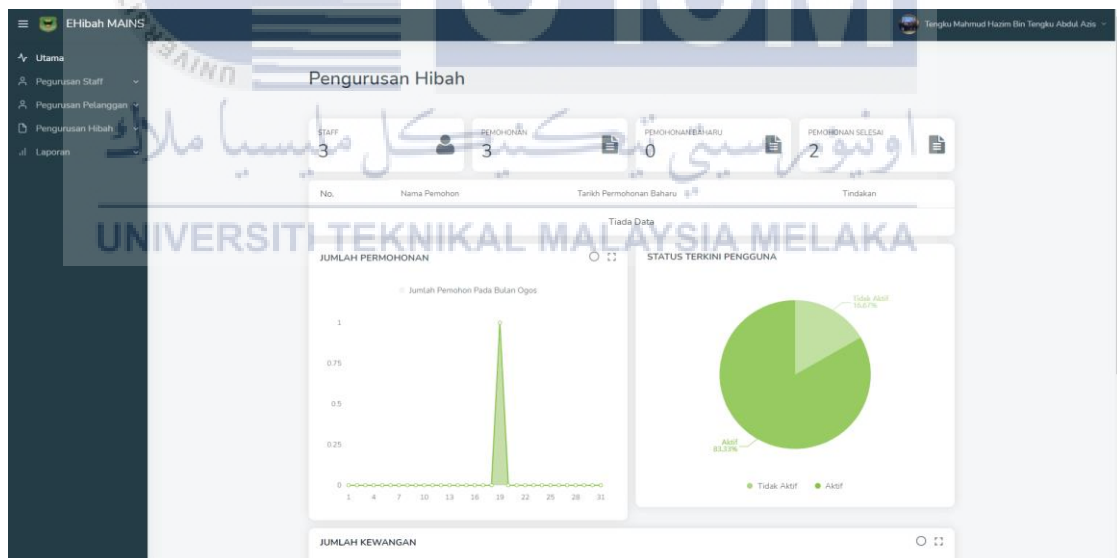 EHibah MAINS
Tengku Mahmud Hazim Bin Tengku Abdul Azis
Utama
Pegurusan Staff
Pegurusan Pelanggan
Pengurusan Hibah
Laporan
Pengurusan Hibah
STAFF
3
PEMOHONAN
3
PEMOHONAN BAHARU
0
PEMOHONAN SELESAI
2
اونيورسيتي تيكنيكل مليسيا ملاك
UNIVERSITI TEKNIKAL MALAYSIA MELAKA
No. Nama Pemohon Tarikh Permohonan Baharu Tindakan
Tiada Data
JUMLAH PERMOHONAN
Jumlah Pemohon Pada Bulan Ogos
1
0.75
0.5
0.25
0
1 4 7 10 13 16 19 22 25 28 31
STATUS TERKINI PENGGUNA
Tidak Aktif
16.67%
Aktif
83.33%
Tidak Aktif Aktif
JUMLAH KEWANGAN